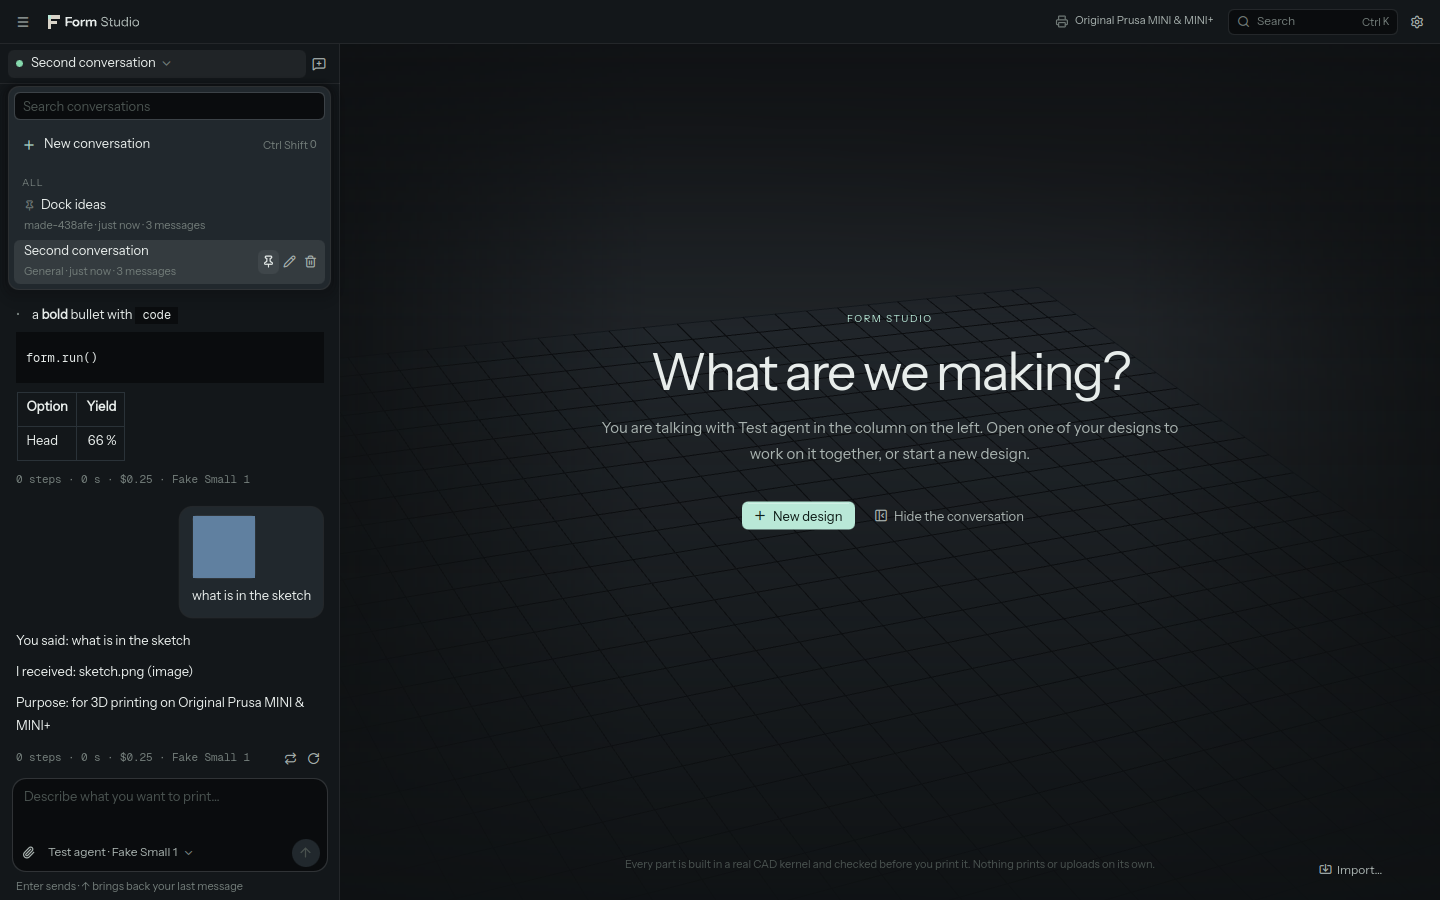 Form Studio
Original Prusa MINI & MINI+
Search
Ctrl K
Second conversation
Search conversations
New conversation
Ctrl Shift O
ALL
Dock ideas
made-438afe · just now · 3 messages
Second conversation
General · just now · 3 messages
· a bold bullet with code
form.run()
Option Yield
Head 66 %
0 steps · 0 s · $0.25 · Fake Small 1
what is in the sketch
You said: what is in the sketch
I received: sketch.png (image)
Purpose: for 3D printing on Original Prusa MINI &
MINI+
0 steps · 0 s · $0.25 · Fake Small 1
Describe what you want to print...
Test agent · Fake Small 1
Enter sends · ↑ brings back your last message
FORM STUDIO
What are we making?
You are talking with Test agent in the column on the left. Open one of your designs to
work on it together, or start a new design.
New design
Hide the conversation
Every part is built in a real CAD kernel and checked before you print it. Nothing prints or uploads on its own.
Import...